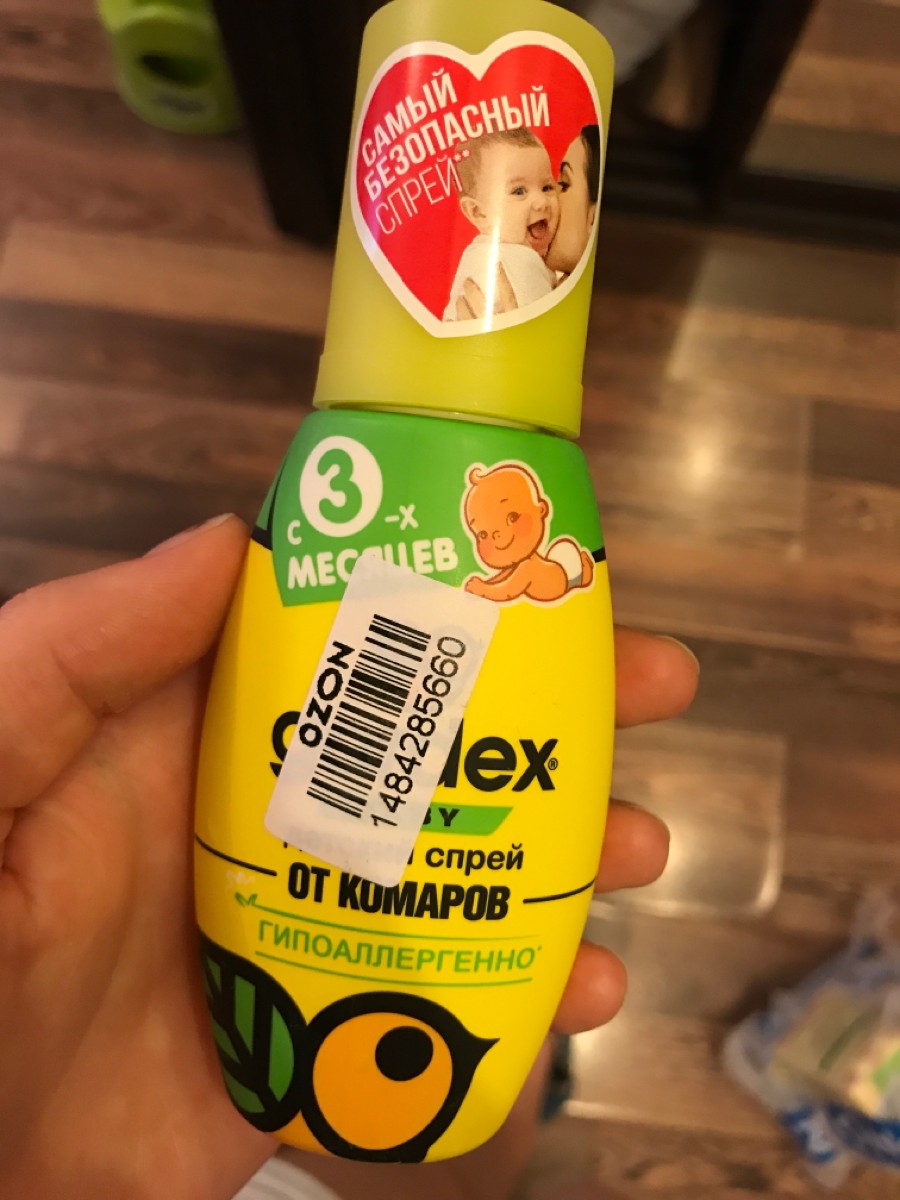 САМЫЙ
БЕЗОПАСНЫЙ
СПРЕЙ**
с 3-х
МЕСЯЦЕВ
OZON
1484285660
спрей
ОТ КОМАРОВ
ГИПОАЛЛЕРГЕННО*